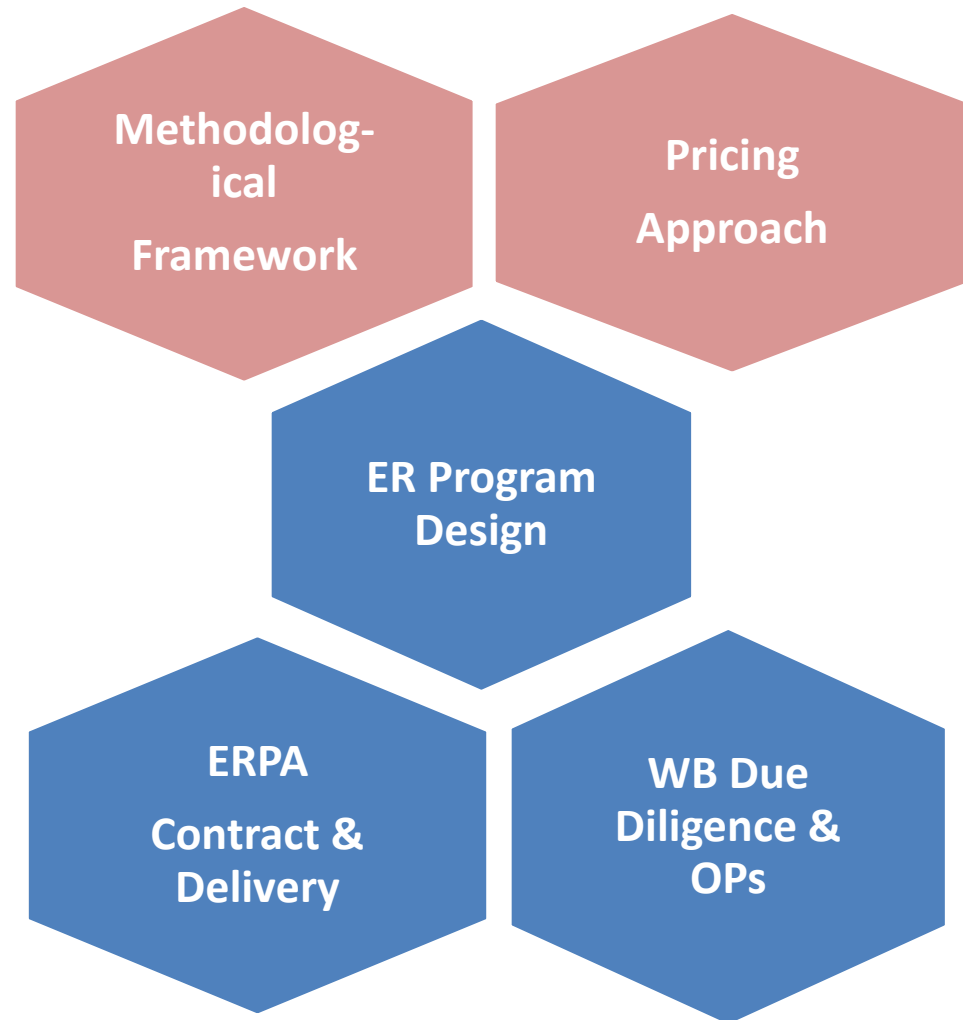 Methodolog-
ical
Framework
Pricing
Approach
ER Program
Design
ERPA
Contract &
Delivery
WB Due
Diligence &
OPs